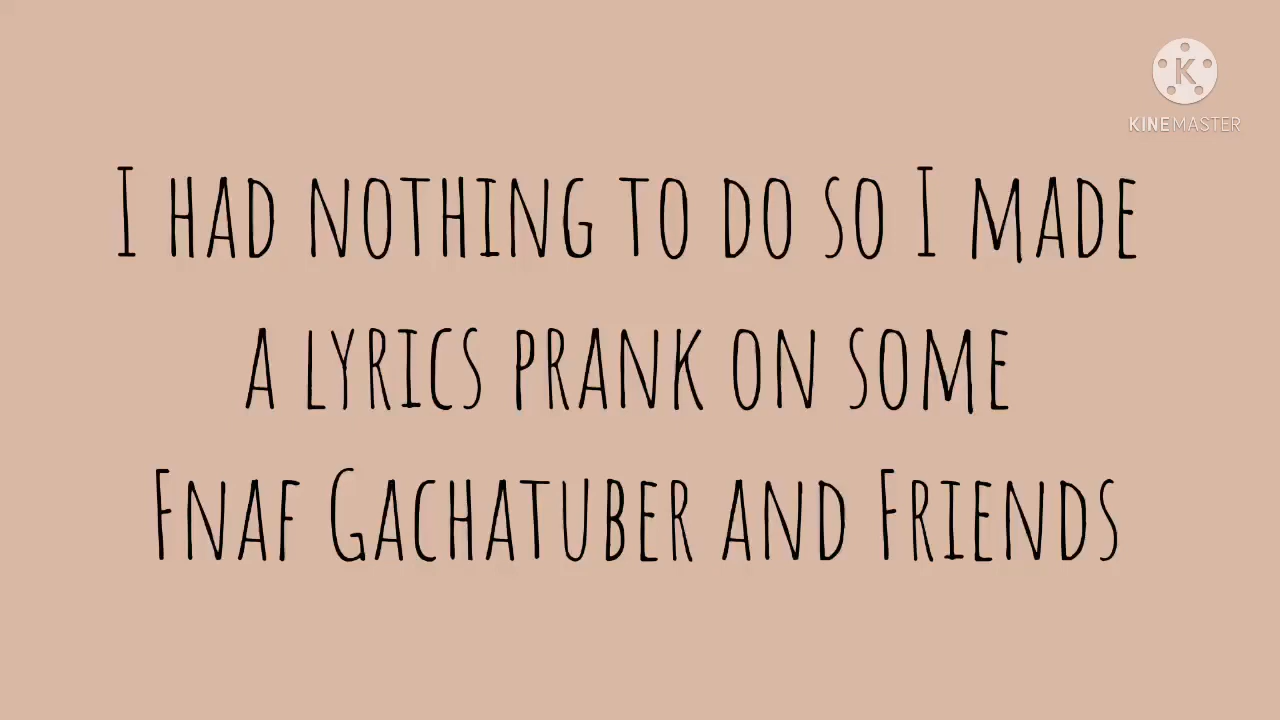 KINEMASTER
I had nothing to do so I made
a lyrics prank on some
Fnaf Gachatuber and Friends